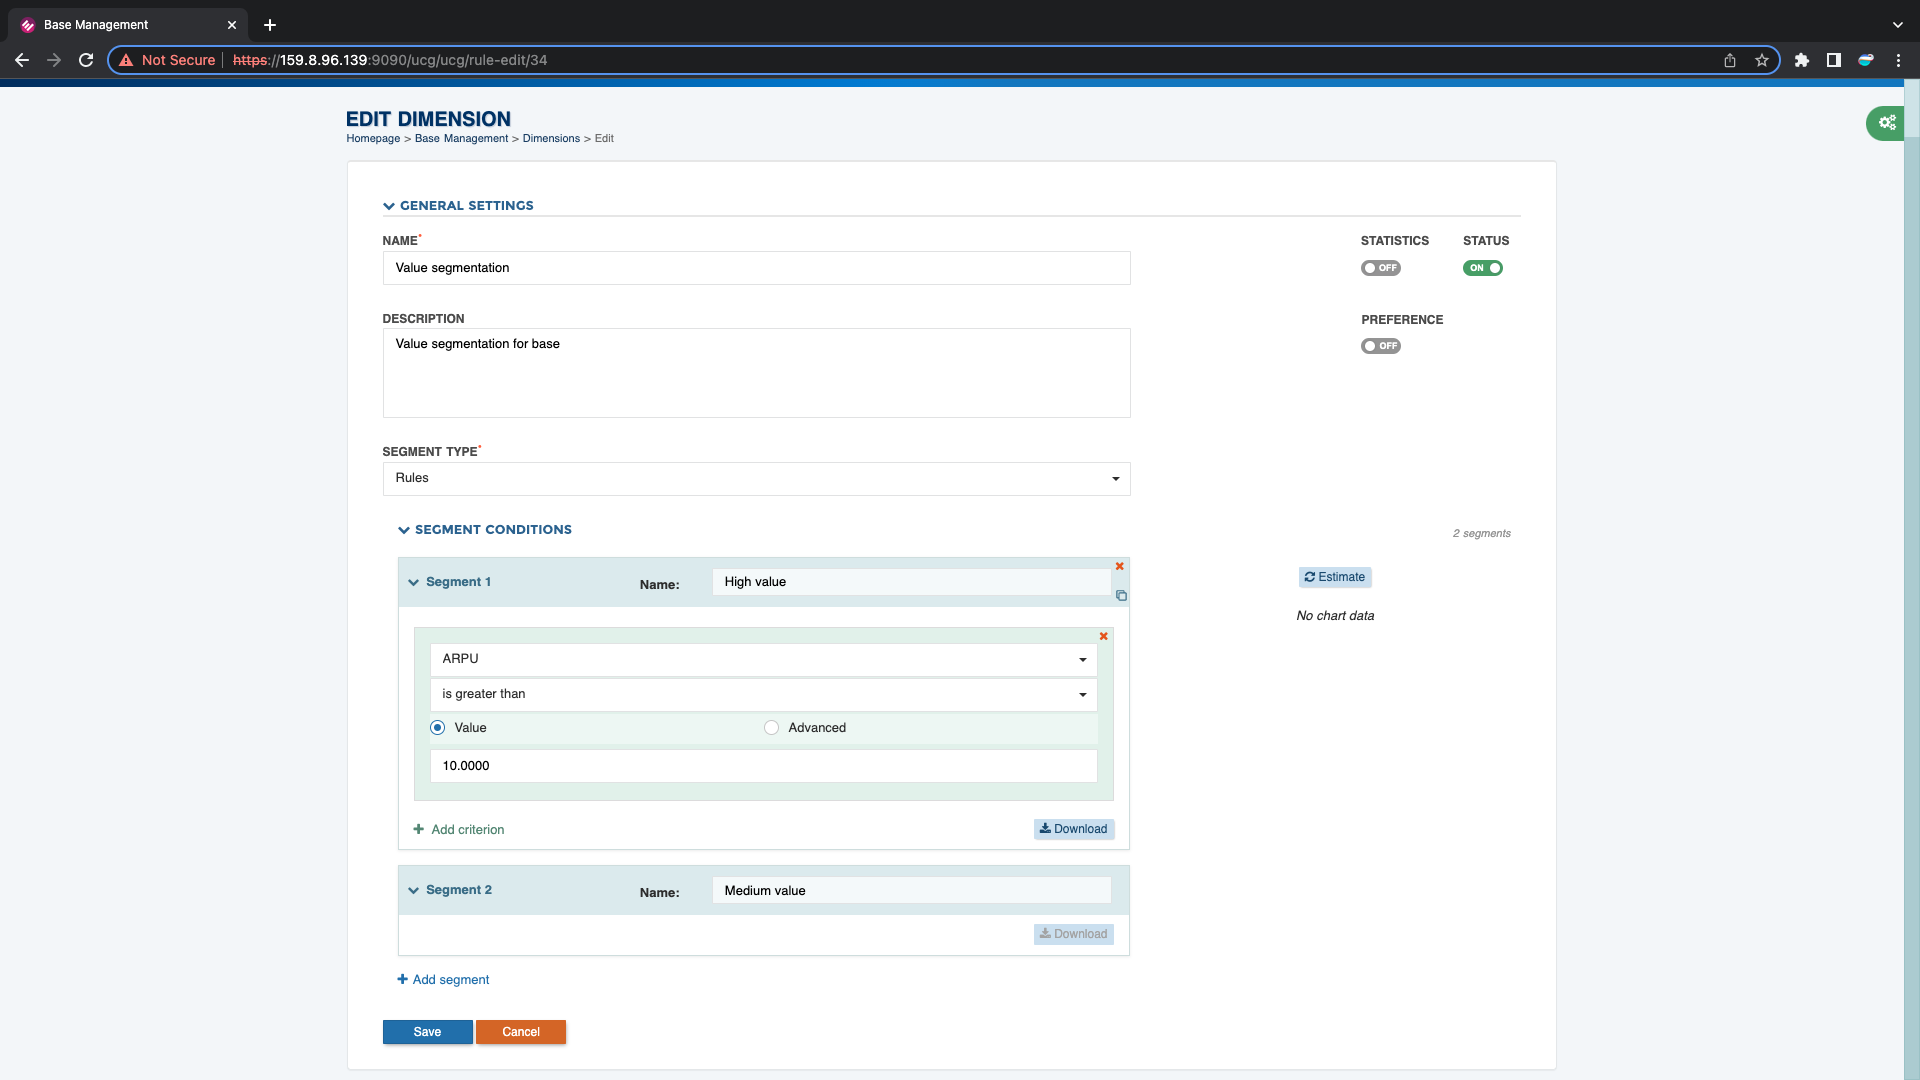 Base Management
Not Secure https://159.8.96.139:9090/ucg/ucg/rule-edit/34
EDIT DIMENSION
Homepage > Base Management > Dimensions > Edit
GENERAL SETTINGS
NAME* STATISTICS STATUS
Value segmentation OFF ON
DESCRIPTION PREFERENCE
Value segmentation for base OFF
SEGMENT TYPE*
Rules
SEGMENT CONDITIONS 2 segments
Segment 1 Name: High value Estimate
No chart data
ARPU
is greater than
Value Advanced
10.0000
Add criterion Download
Segment 2 Name: Medium value
Download
Add segment
Save Cancel